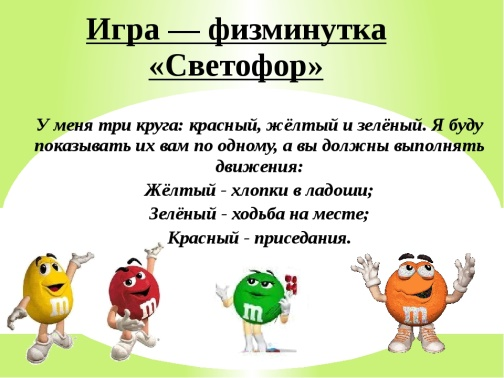 Игра — физминутка
«Светофор»
У меня три круга: красный, жёлтый и зелёный. Я буду
показывать их вам по одному, а вы должны выполнять
движения:
Жёлтый - хлопки в ладоши;
Зелёный - ходьба на месте;
Красный - приседания.
m
m
m
m